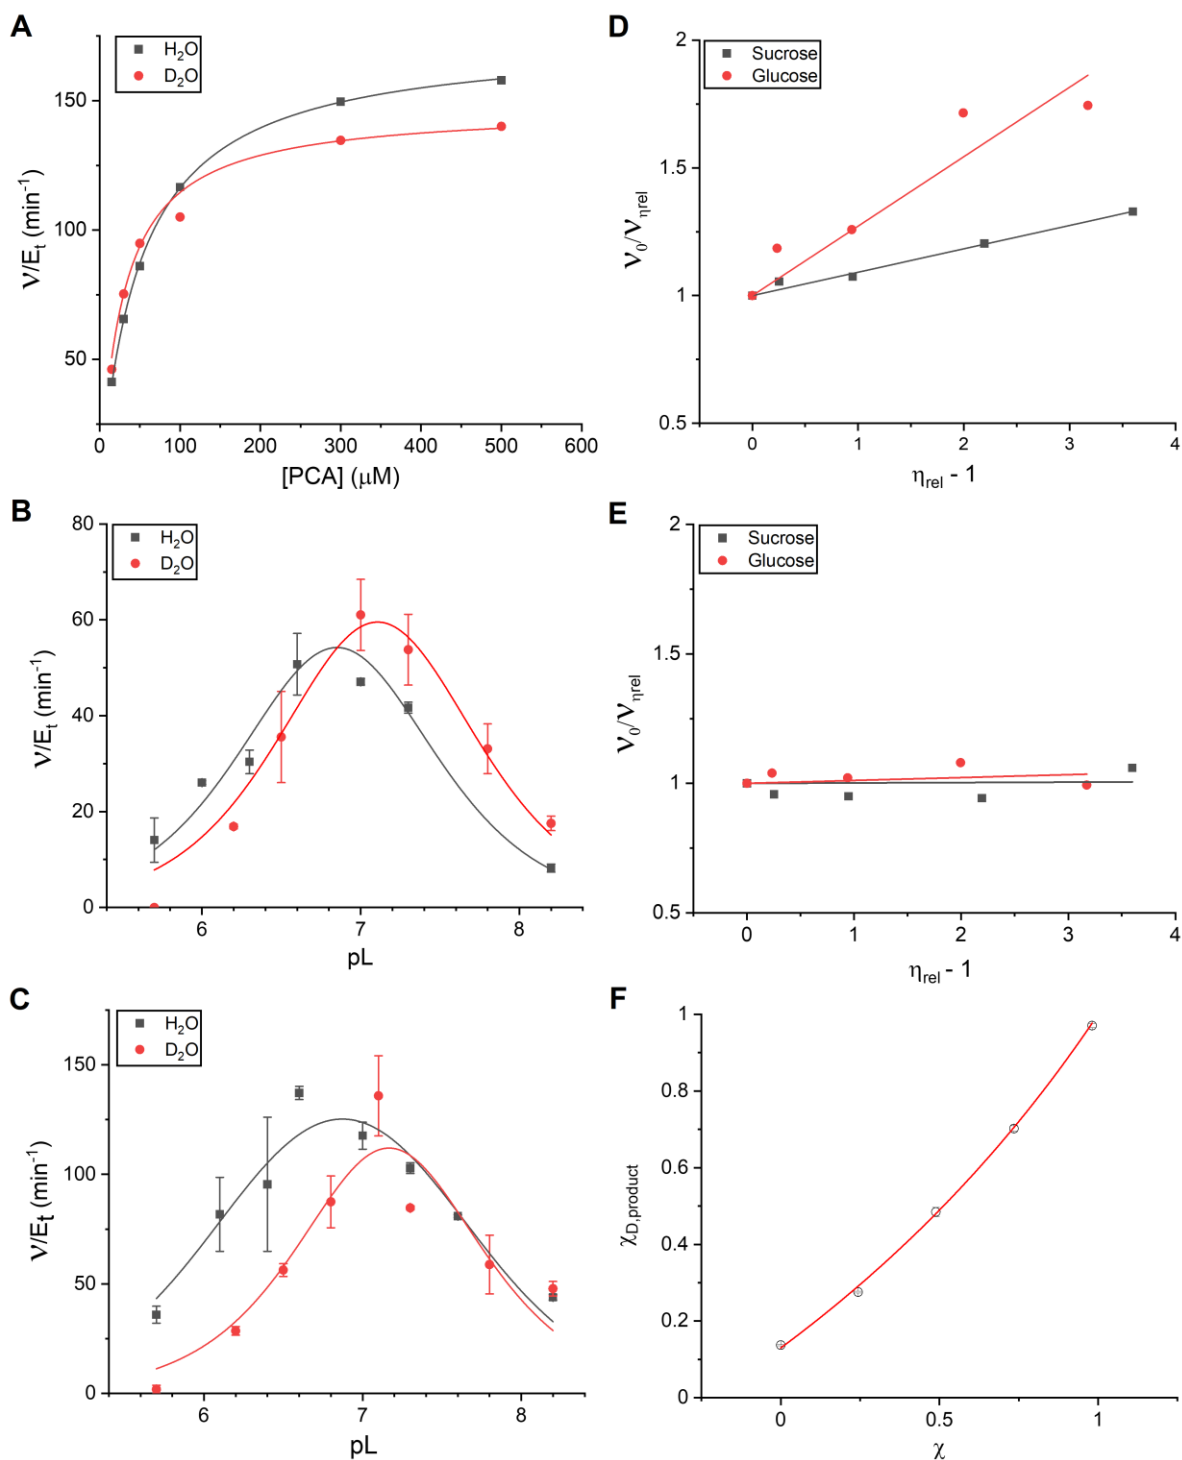 A
H₂O
D₂O
150
100
50
0 100 200 300 400 500 600
[PCA] (μM)
ν/Eₜ (min⁻¹)
B
H₂O
D₂O
80
60
40
20
0
6 7 8
pL
ν/Eₜ (min⁻¹)
C
H₂O
D₂O
150
100
50
0
6 7 8
pL
ν/Eₜ (min⁻¹)
D
Sucrose
Glucose
2
1.5
1
0.5
0 1 2 3 4
ηrel - 1
ν₀/νηrel
E
Sucrose
Glucose
2
1.5
1
0.5
0 1 2 3 4
ηrel - 1
ν₀/νηrel
F
1
0.8
0.6
0.4
0.2
0
0 0.5 1
χ
χD,product